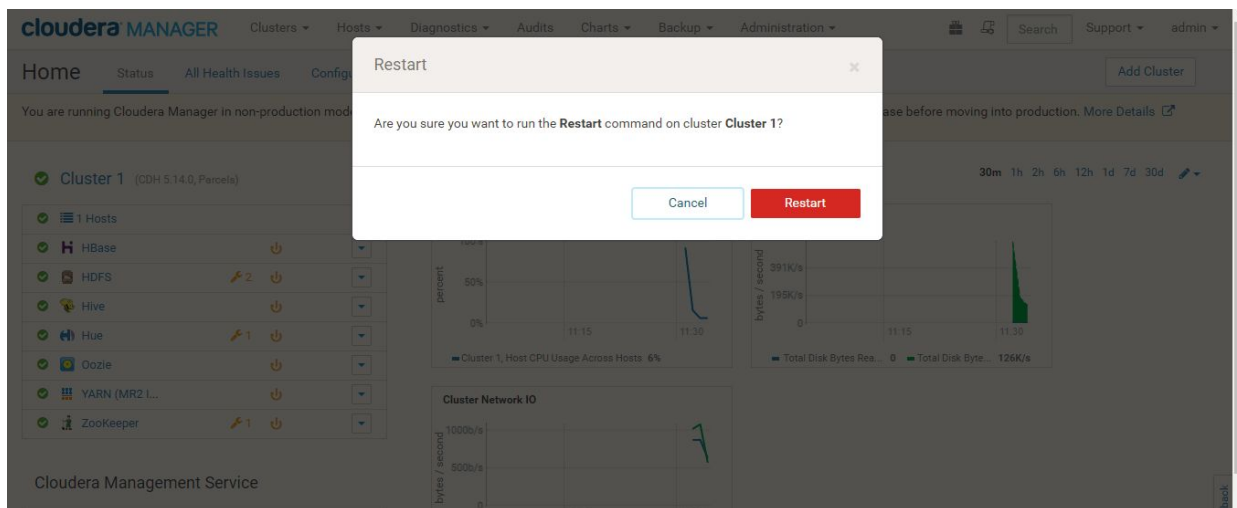 cloudera MANAGER Clusters Hosts Diagnostics Audits Charts Backup Administration Search Support admin
Home Status All Health Issues Configu Add Cluster
Restart ×
You are running Cloudera Manager in non-production mode ase before moving into production. More Details
Are you sure you want to run the Restart command on cluster Cluster 1?
Cancel Restart
Cluster 1 (CDH 5.14.0, Parcels)
30m 1h 2h 6h 12h 1d 7d 30d
1 Hosts
HBase
HDFS 2
Hive
Hue 1
Oozie
YARN (MR2 I...
ZooKeeper 1
Cloudera Management Service
percent
100%
50%
0%
11:15 11:30
Cluster 1, Host CPU Usage Across Hosts 6%
bytes / second
391K/s
195K/s
0
11:15 11:30
Total Disk Bytes Rea... 0 Total Disk Byte... 126K/s
Cluster Network IO
bytes / second
1000b/s
500b/s
0
back